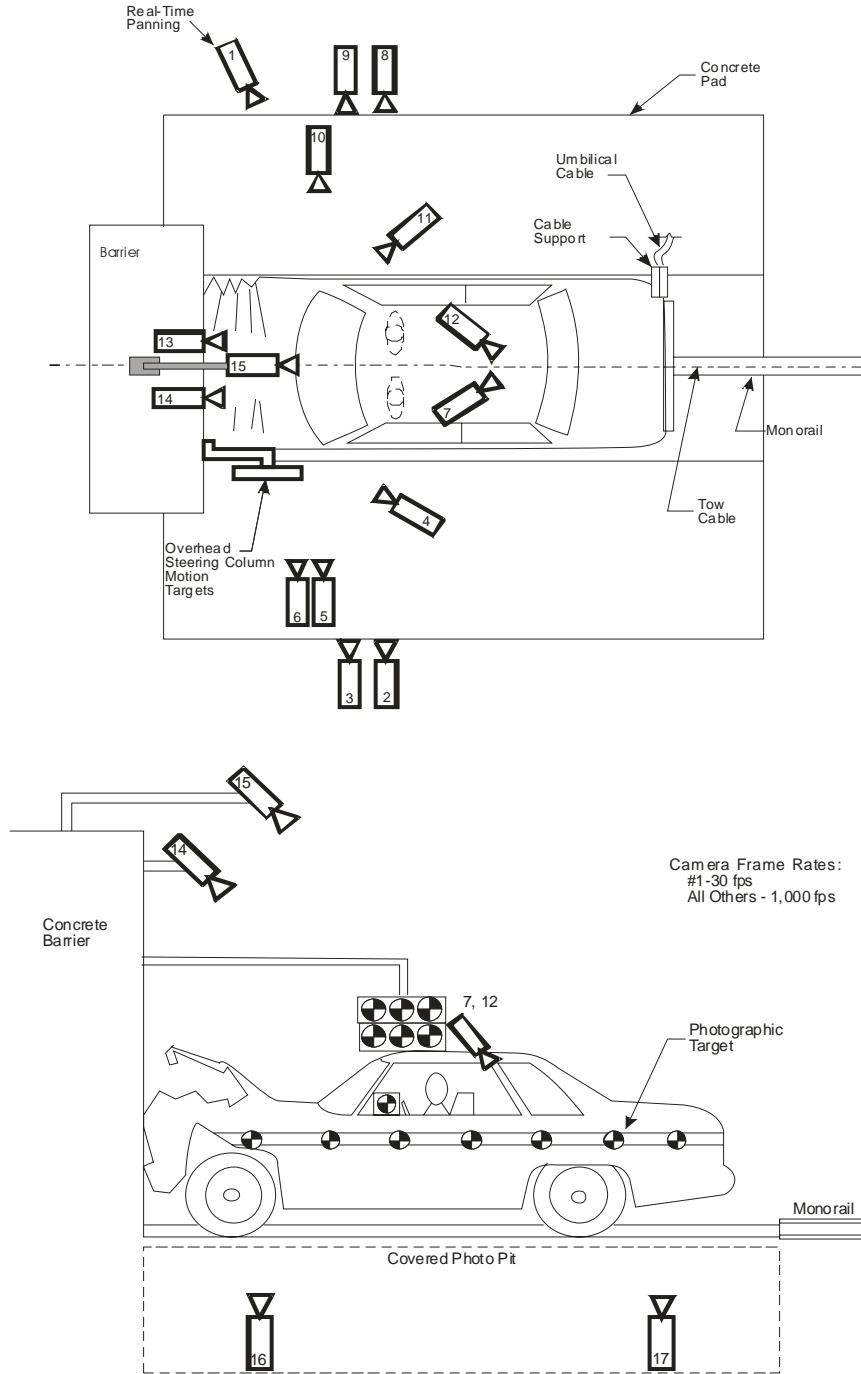 Real-Time
Panning
1
9
8
Concrete
Pad
10
Umbilical
Cable
11
Cable
Support
Barrier
12
13
15
14
7
Monorail
Tow
Cable
4
Overhead
Steering Column
Motion
Targets
6
5
3
2
15
14
Camera Frame Rates:
#1-30 fps
All Others - 1,000 fps
Concrete
Barrier
7, 12
Photographic
Target
Monorail
Covered Photo Pit
16
17